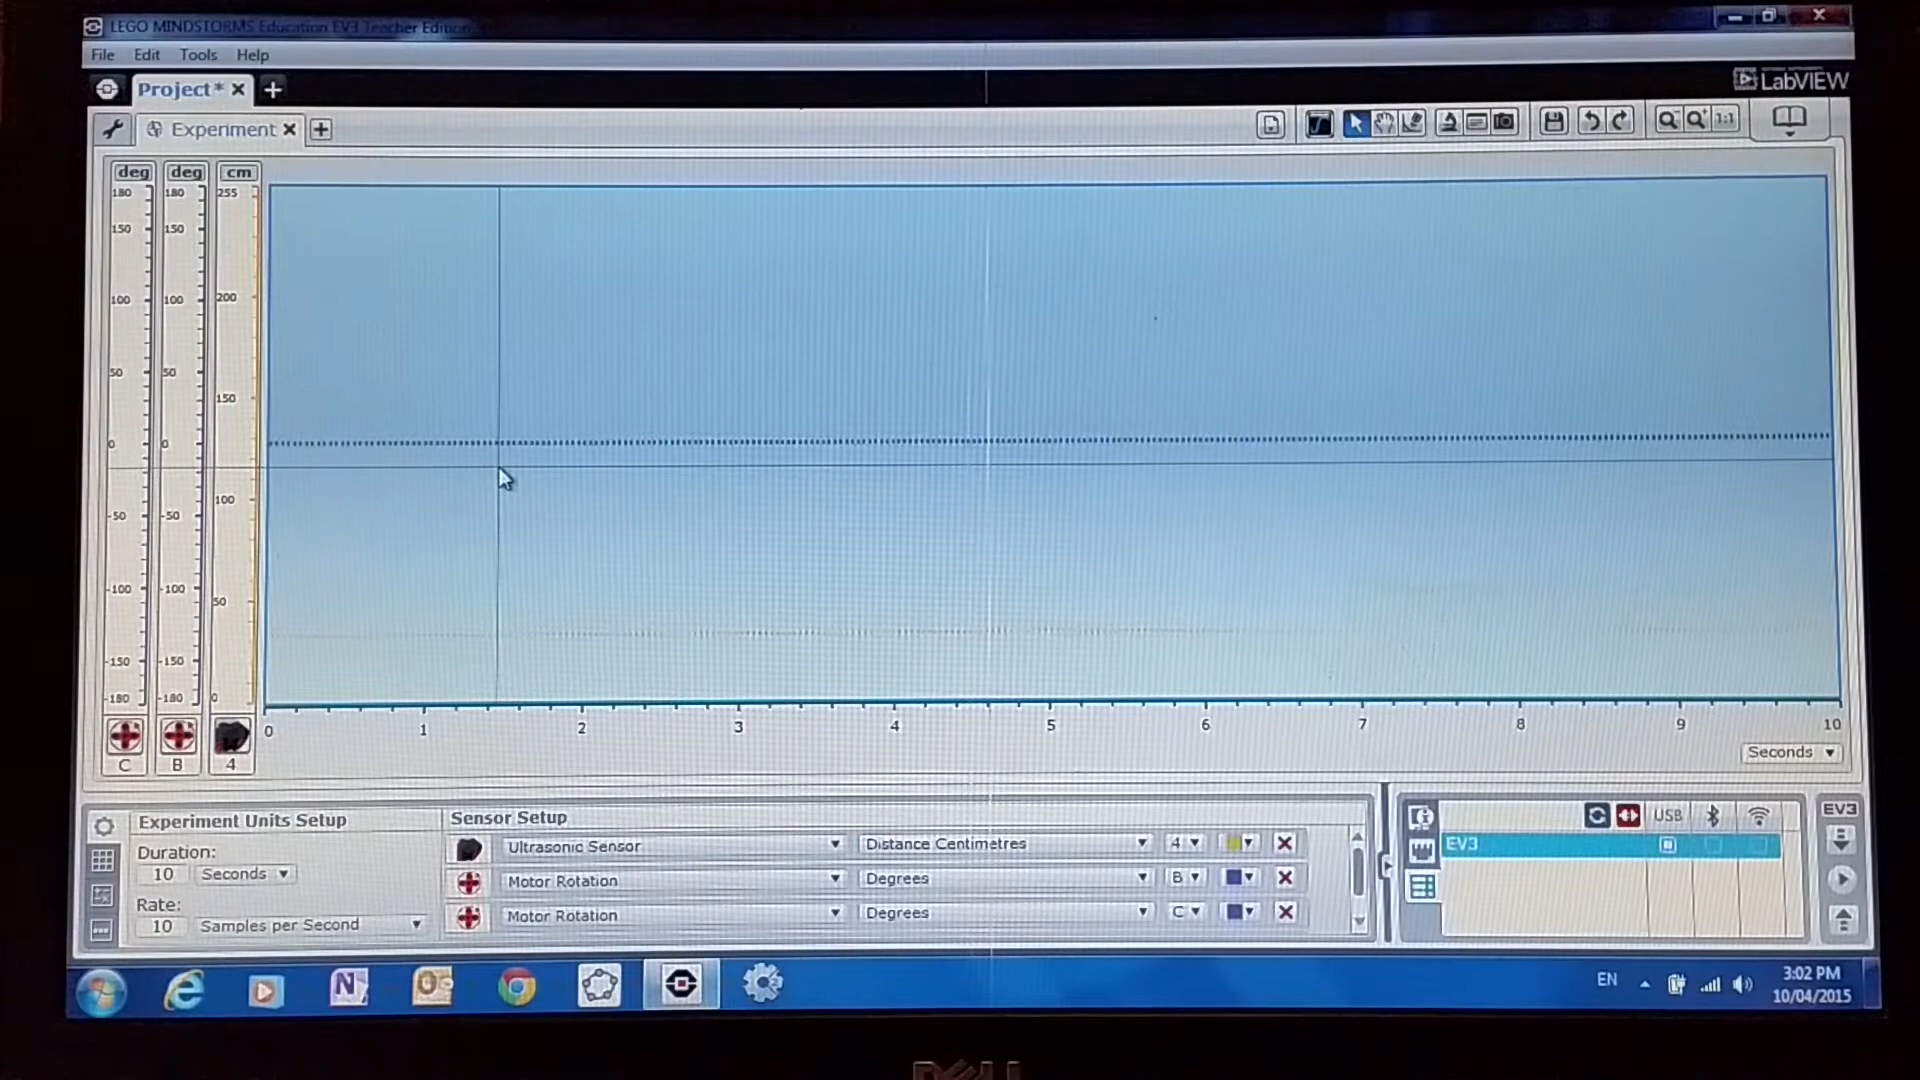 LEGO MINDSTORMS Education EV3 Teacher Edition
File Edit Tools Help
Project*
LabVIEW
Experiment
1:1
deg deg cm
180 180 255
150 150
200
100 100
50 50
150
0 0
100
-50 -50
-100 -100
50
-150 -150
-180 -180 0
0 1 2 3 4 5 6 7 8 9 10
C B 4
Seconds
Experiment Units Setup
Duration:
10 Seconds
Rate:
10 Samples per Second
Sensor Setup
Ultrasonic Sensor Distance Centimetres 4
Motor Rotation Degrees B
Motor Rotation Degrees C
USB
EV3
EV3
EN
3:02 PM
10/04/2015
DELL